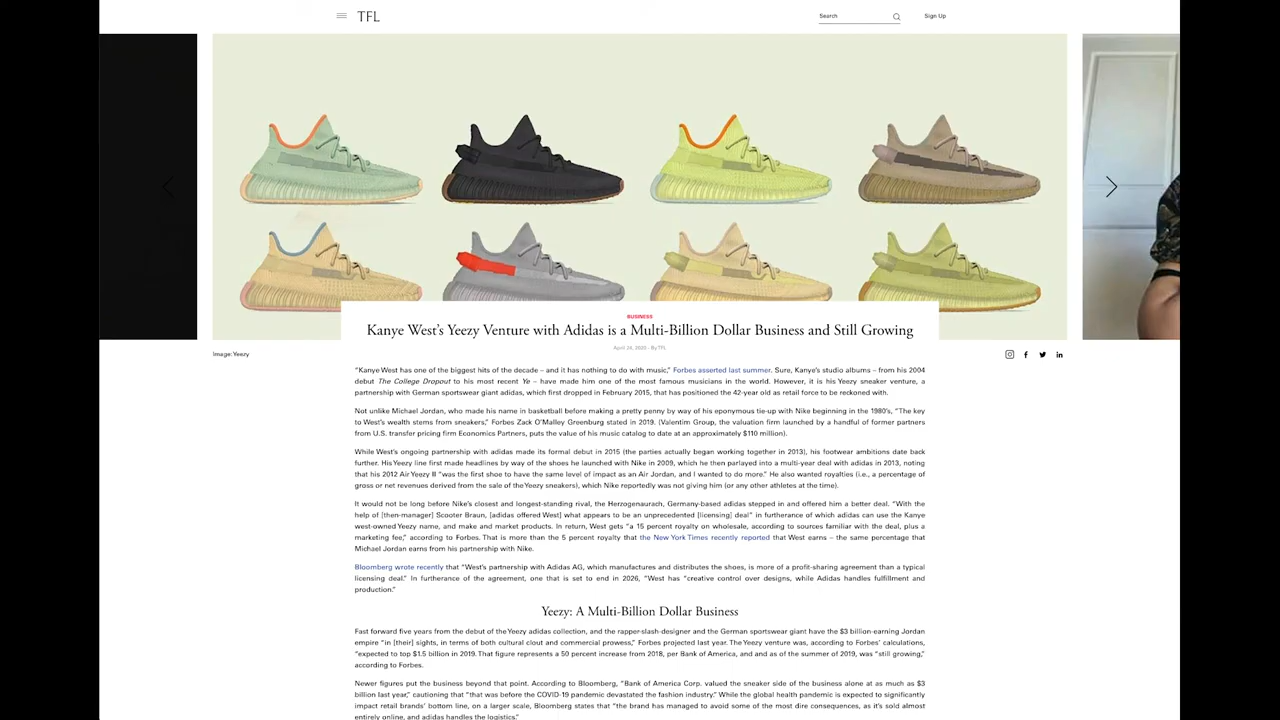 TFL
Search
Sign Up
BUSINESS
Kanye West's Yeezy Venture with Adidas is a Multi-Billion Dollar Business and Still Growing
April 24, 2020 - By TFL
Image: Yeezy
"Kanye West has one of the biggest hits of the decade – and it has nothing to do with music," Forbes asserted last summer. Sure, Kanye's studio albums – from his 2004
debut The College Dropout to his most recent Ye – have made him one of the most famous musicians in the world. However, it is his Yeezy sneaker venture, a
partnership with German sportswear giant adidas, which first dropped in February 2015, that has positioned the 42-year old as retail force to be reckoned with.
Not unlike Michael Jordan, who made his name in basketball before making a pretty penny by way of his eponymous tie-up with Nike beginning in the 1980's, "The key
to West's wealth stems from sneakers," Forbes Zack O'Malley Greenburg stated in 2019. (Valentim Group, the valuation firm launched by a handful of former partners
from U.S. transfer pricing firm Economics Partners, puts the value of his music catalog to date at an approximately $110 million).
While West's ongoing partnership with adidas made its formal debut in 2015 (the parties actually began working together in 2013), his footwear ambitions date back
further. His Yeezy line first made headlines by way of the shoes he launched with Nike in 2009, which he then parlayed into a multi-year deal with adidas in 2013, noting
that his 2012 Air Yeezy II "was the first shoe to have the same level of impact as an Air Jordan, and I wanted to do more." He also wanted royalties (i.e., a percentage of
gross or net revenues derived from the sale of the Yeezy sneakers), which Nike reportedly was not giving him (or any other athletes at the time).
It would not be long before Nike's closest and longest-standing rival, the Herzogenaurach, Germany-based adidas stepped in and offered him a better deal. "With the
help of [then-manager] Scooter Braun, [adidas offered West] what appears to be an unprecedented [licensing] deal" in furtherance of which adidas can use the Kanye
west-owned Yeezy name, and make and market products. In return, West gets "a 15 percent royalty on wholesale, according to sources familiar with the deal, plus a
marketing fee," according to Forbes. That is more than the 5 percent royalty that the New York Times recently reported that West earns – the same percentage that
Michael Jordan earns from his partnership with Nike.
Bloomberg wrote recently that "West's partnership with Adidas AG, which manufactures and distributes the shoes, is more of a profit-sharing agreement than a typical
licensing deal." In furtherance of the agreement, one that is set to end in 2026, "West has "creative control over designs, while Adidas handles fulfillment and
production."
Yeezy: A Multi-Billion Dollar Business
Fast forward five years from the debut of the Yeezy adidas collection, and the rapper-slash-designer and the German sportswear giant have the $3 billion-earning Jordan
empire "in [their] sights, in terms of both cultural clout and commercial prowess," Forbes projected last year. The Yeezy venture was, according to Forbes' calculations,
"expected to top $1.5 billion in 2019. That figure represents a 50 percent increase from 2018, per Bank of America, and and as of the summer of 2019, was "still growing,"
according to Forbes.
Newer figures put the business beyond that point. According to Bloomberg, "Bank of America Corp. valued the sneaker side of the business alone at as much as $3
billion last year," cautioning that "that was before the COVID-19 pandemic devastated the fashion industry." While the global health pandemic is expected to significantly
impact retail brands' bottom line, on a larger scale, Bloomberg states that "the brand has managed to avoid some of the most dire consequences, as it's sold almost
entirely online, and adidas handles the logistics."